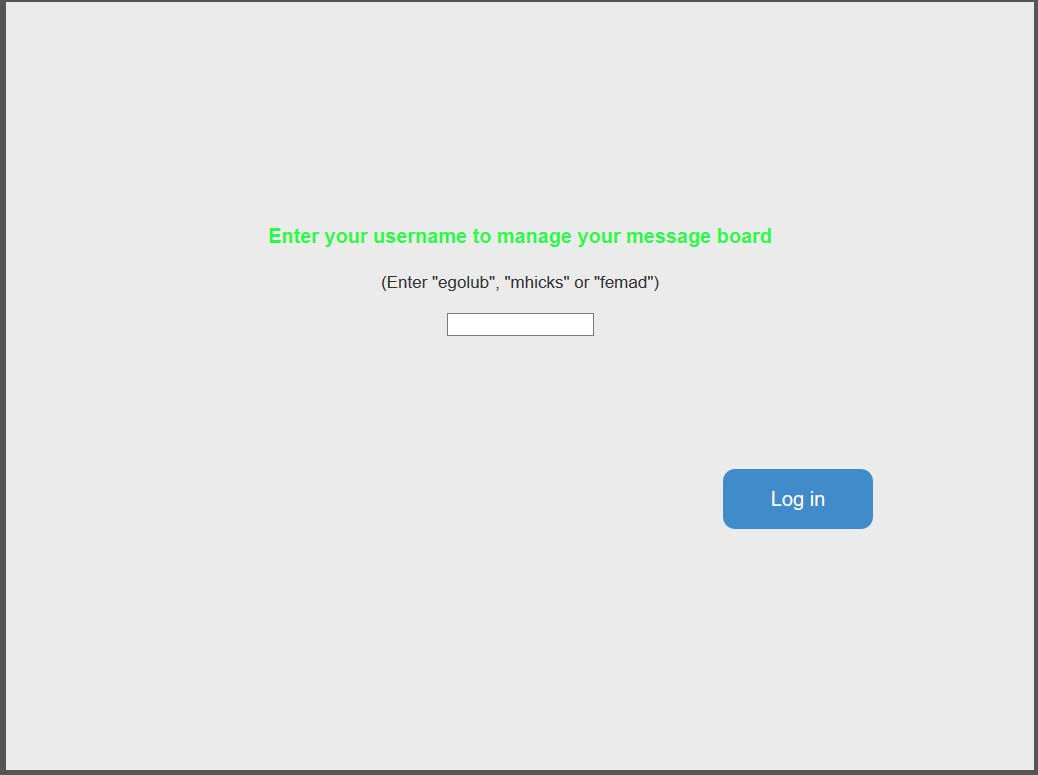 Enter your username to manage your message board
(Enter "egolub", "mhicks" or "femad")
Log in